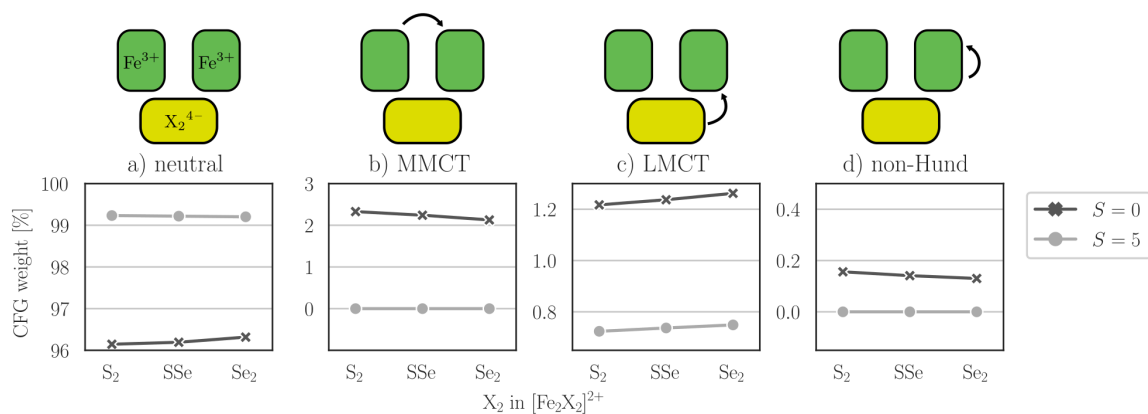 Fe³⁺ Fe³⁺
X₂⁴⁻
a) neutral
b) MMCT
c) LMCT
d) non-Hund
CFG weight [%]
100
99
98
97
96
3
2
1
0
1.2
1.0
0.8
0.4
0.2
0.0
S₂ SSe Se₂
S₂ SSe Se₂
S₂ SSe Se₂
S₂ SSe Se₂
X₂ in [Fe₂X₂]²⁺
S = 0
S = 5